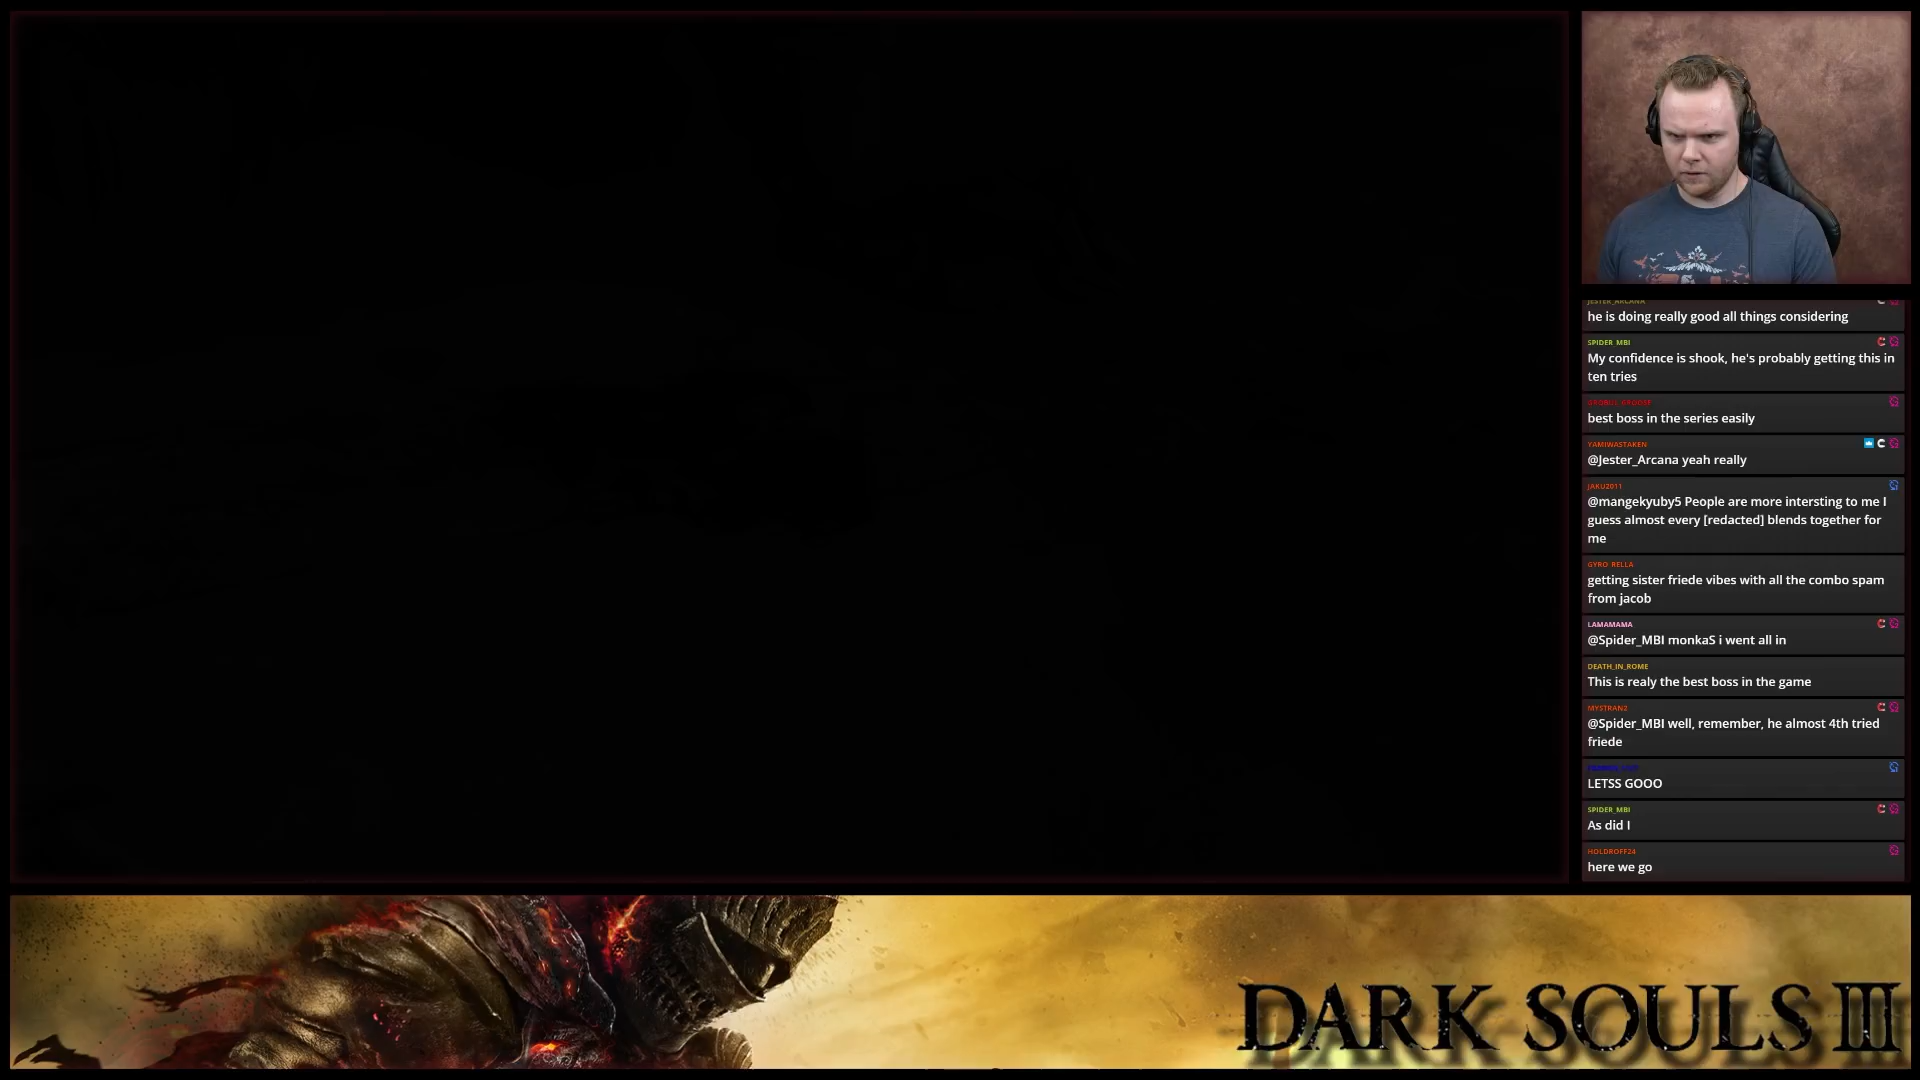 JESTER_ARCANA
he is doing really good all things considering
SPIDER_MBI
My confidence is shook, he's probably getting this in
ten tries
best boss in the series easily
YAMIWASTAKEN
@Jester_Arcana yeah really
JAKU2011
@mangekyuby5 People are more intersting to me I
guess almost every [redacted] blends together for
me
GYRO_RELLA
getting sister friede vibes with all the combo spam
from jacob
LAMAMAMA
@Spider_MBI monkaS i went all in
DEATH_IN_ROME
This is realy the best boss in the game
MYSTRAN2
@Spider_MBI well, remember, he almost 4th tried
friede
LETSS GOOO
SPIDER_MBI
As did I
HOLDROFF24
here we go
DARK SOULS III